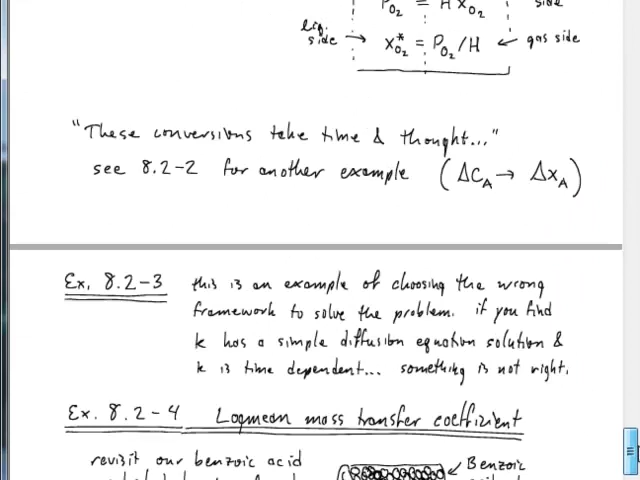 P_O2 = H x_O2 side
liq. side → x*_O2 = P_O2/H ← gas side
"These conversions take time & thought..."
see 8.2-2 for another example (ΔC_A → Δx_A)
Ex. 8.2-3 this is an example of choosing the wrong
framework to solve the problem. if you find
k has a simple diffusion equation solution &
k is time dependent... something is not right.
Ex. 8.2-4 Logmean mass transfer coefficient
revisit our benzoic acid ← Benzoic